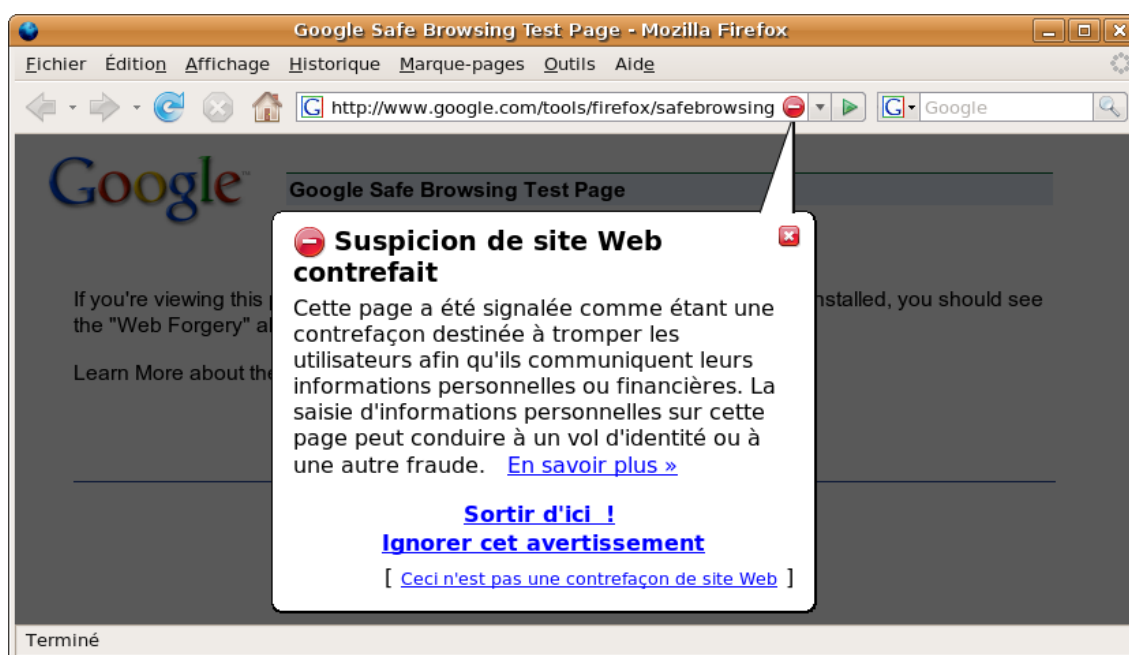 Google Safe Browsing Test Page - Mozilla Firefox
Fichier Édition Affichage Historique Marque-pages Outils Aide
G http://www.google.com/tools/firefox/safebrowsing G Google
Google™ Google Safe Browsing Test Page
Suspicion de site Web
contrefait
If you're viewing this nstalled, you should see
the "Web Forgery"
Learn More about the
Cette page a été signalée comme étant une
contrefaçon destinée à tromper les
utilisateurs afin qu'ils communiquent leurs
informations personnelles ou financières. La
saisie d'informations personnelles sur cette
page peut conduire à un vol d'identité ou à
une autre fraude. En savoir plus »
Sortir d'ici !
Ignorer cet avertissement
[ Ceci n'est pas une contrefaçon de site Web ]
Terminé